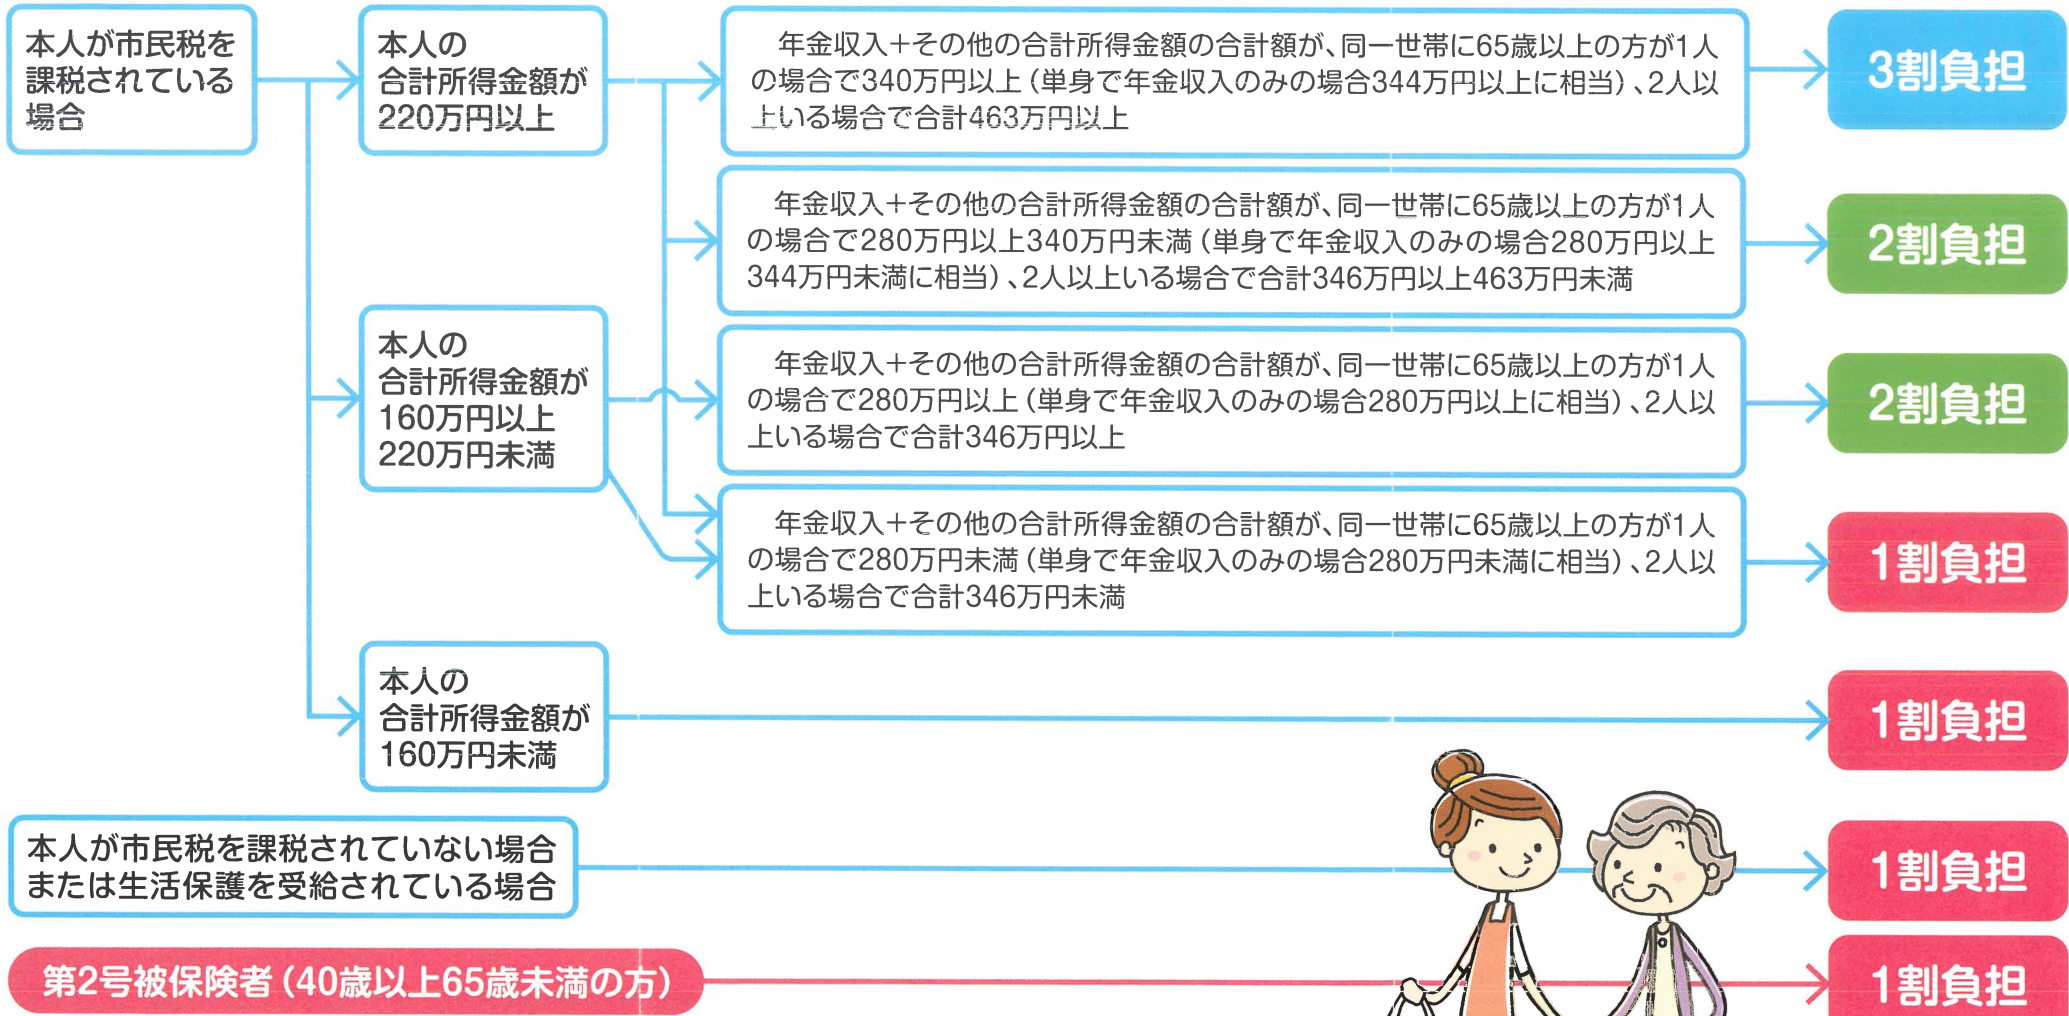 本人が市民税を
課税されている
場合
本人の
合計所得金額が
220万円以上
年金収入+その他の合計所得金額の合計額が、同一世帯に65歳以上の方が1人
の場合で340万円以上(単身で年金収入のみの場合344万円以上に相当)、2人以
上いる場合で合計463万円以上
3割負担
年金収入+その他の合計所得金額の合計額が、同一世帯に65歳以上の方が1人
の場合で280万円以上340万円未満(単身で年金収入のみの場合280万円以上
344万円未満に相当)、2人以上いる場合で合計346万円以上463万円未満
2割負担
本人の
合計所得金額が
160万円以上
220万円未満
年金収入+その他の合計所得金額の合計額が、同一世帯に65歳以上の方が1人
の場合で280万円以上(単身で年金収入のみの場合280万円以上に相当)、2人以
上いる場合で合計346万円以上
2割負担
年金収入+その他の合計所得金額の合計額が、同一世帯に65歳以上の方が1人
の場合で280万円未満(単身で年金収入のみの場合280万円未満に相当)、2人以
上いる場合で合計346万円未満
1割負担
本人の
合計所得金額が
160万円未満
1割負担
本人が市民税を課税されていない場合
または生活保護を受給されている場合
1割負担
第2号被保険者(40歳以上65歳未満の方)
1割負担